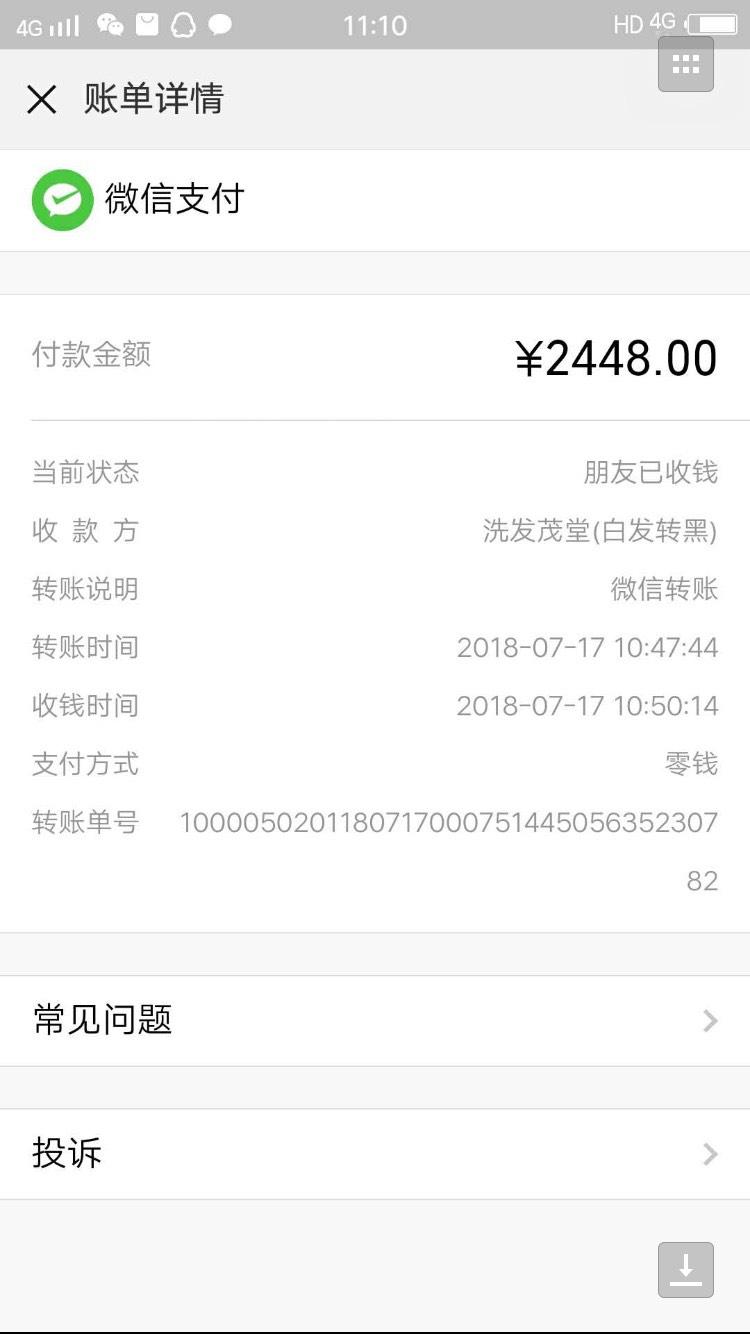 4G 11:10 HD 4G
账单详情
微信支付
付款金额 ¥2448.00
当前状态 朋友已收钱
收款方 洗发茂堂(白发转黑)
转账说明 微信转账
转账时间 2018-07-17 10:47:44
收钱时间 2018-07-17 10:50:14
支付方式 零钱
转账单号 1000050201180717000751445056352307
82
常见问题
投诉